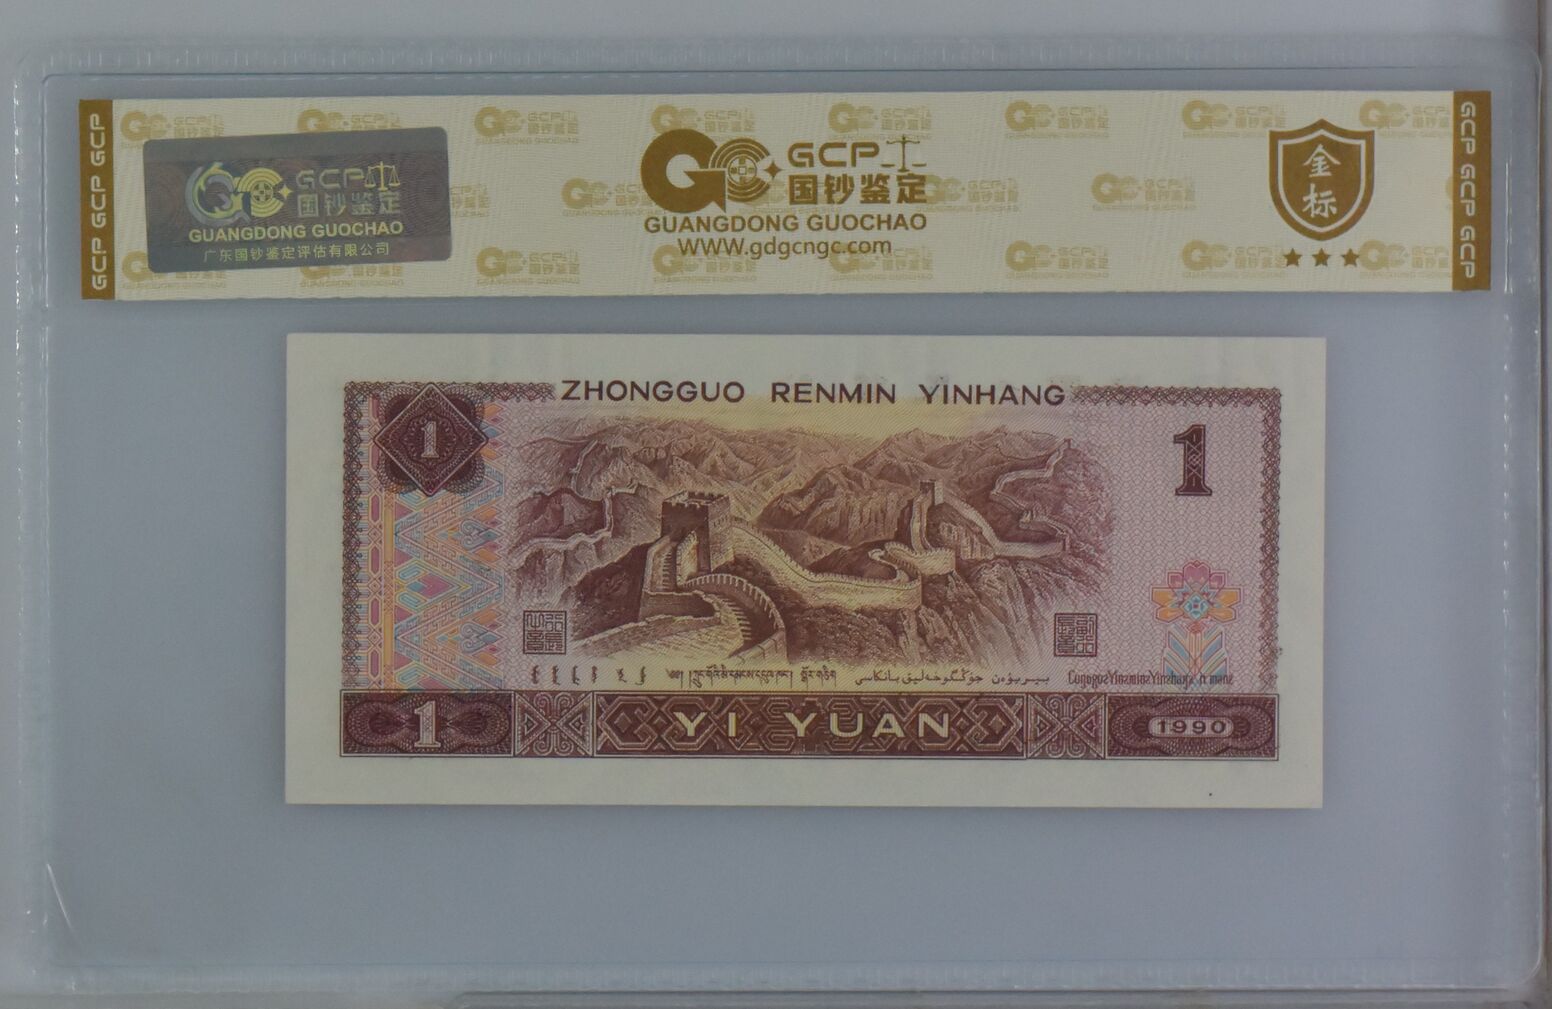 GCP GCP GCP
GCP
国钞鉴定
GUANGDONG GUOCHAO
广东国钞鉴定评估有限公司
GCP
国钞鉴定
GUANGDONG GUOCHAO
WWW.gdgcngc.com
金标
GCP GCP GCP
ZHONGGUO RENMIN YINHANG
1
1
1
YI YUAN
1990